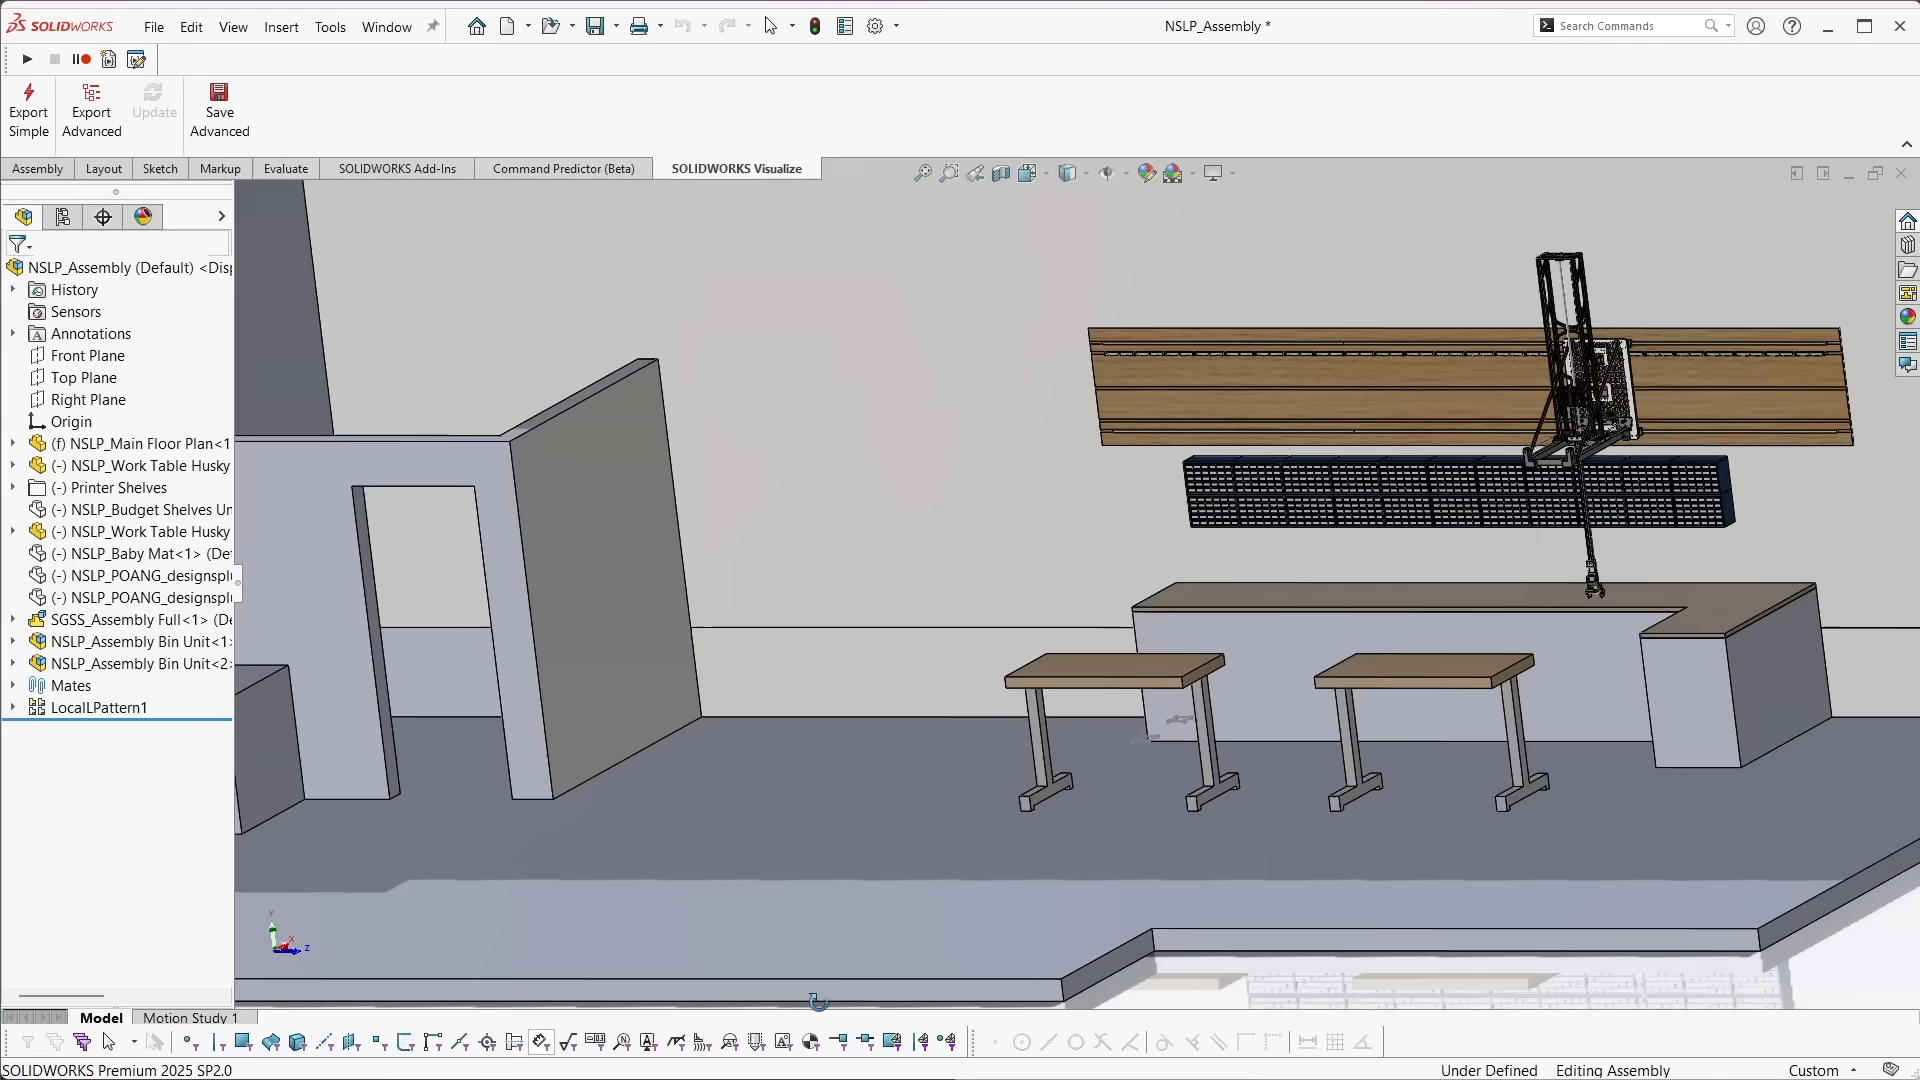 SOLIDWORKS
File Edit View Insert Tools Window
NSLP_Assembly *
Search Commands
Export Simple
Export Advanced
Update
Save Advanced
Assembly Layout Sketch Markup Evaluate SOLIDWORKS Add-Ins Command Predictor (Beta) SOLIDWORKS Visualize
NSLP_Assembly (Default) <Disp
History
Sensors
Annotations
Front Plane
Top Plane
Right Plane
Origin
(f) NSLP_Main Floor Plan<1
(-) NSLP_Work Table Husky
(-) Printer Shelves
(-) NSLP_Budget Shelves Un
(-) NSLP_Work Table Husky
(-) NSLP_Baby Mat<1> (De
(-) NSLP_POANG_designspl
(-) NSLP_POANG_designspl
SGSS_Assembly Full<1> (De
NSLP_Assembly Bin Unit<1
NSLP_Assembly Bin Unit<2
Mates
LocalLPattern1
Y
X
Z
Model Motion Study 1
SOLIDWORKS Premium 2025 SP2.0
Under Defined Editing Assembly Custom